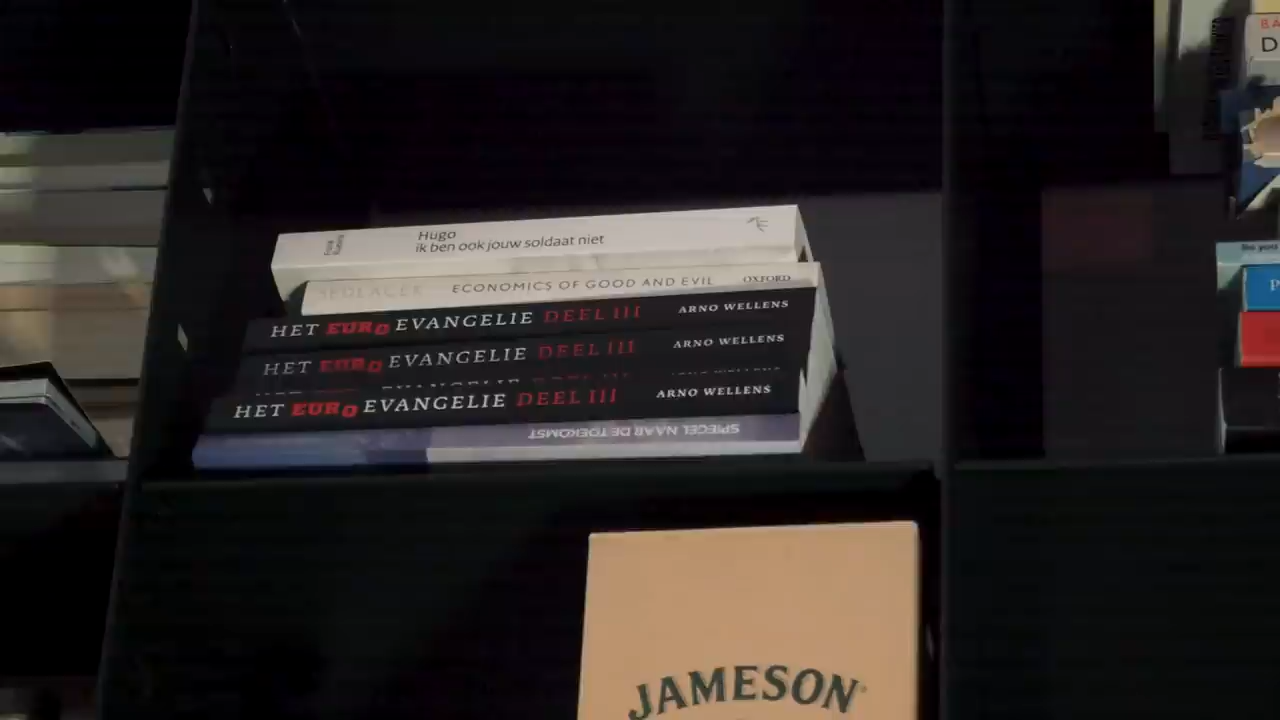 Hugo
ik ben ook jouw soldaat niet
SEDLACEK ECONOMICS OF GOOD AND EVIL OXFORD
HET EURO EVANGELIE DEEL III ARNO WELLENS
HET EURO EVANGELIE DEEL III ARNO WELLENS
HET EURO EVANGELIE DEEL III ARNO WELLENS
SPIEGEL NAAR DE TOEKOMST
JAMESON